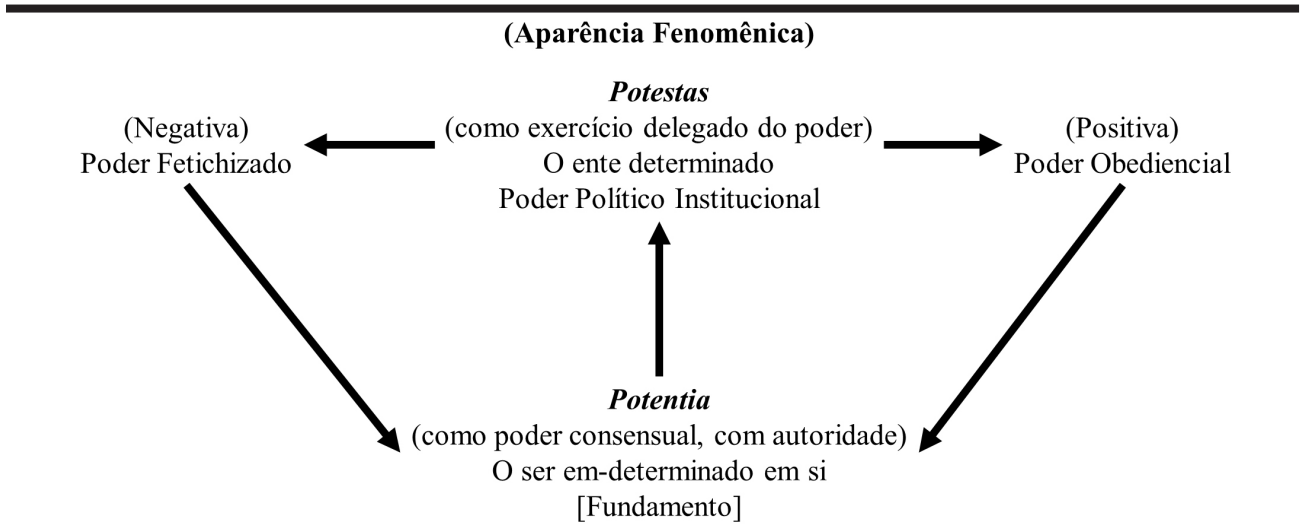 (Aparência Fenomênica)
Potestas
(como exercício delegado do poder)
O ente determinado
Poder Político Institucional
(Negativa)
Poder Fetichizado
(Positiva)
Poder Obediencial
Potentia
(como poder consensual, com autoridade)
O ser em-determinado em si
[Fundamento]